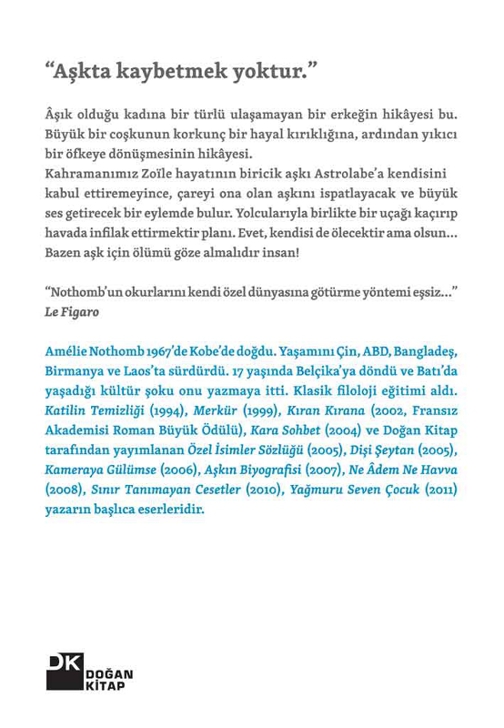 “Aşkta kaybetmek yoktur.”
Âşık olduğu kadına bir türlü ulaşamayan bir erkeğin hikâyesi bu.
Büyük bir coşkunun korkunç bir hayal kırıklığına, ardından yıkıcı
bir öfkeye dönüşmesinin hikâyesi.
Kahramanımız Zoïle hayatının biricik aşkı Astrolabe’a kendisini
kabul ettiremeyince, çareyi ona olan aşkını ispatlayacak ve büyük
ses getirecek bir eylemde bulur. Yolcularıyla birlikte bir uçağı kaçırıp
havada infilak ettirmektir planı. Evet, kendisi de ölecektir ama olsun...
Bazen aşk için ölümü göze almalıdır insan!
“Nothomb’un okurlarını kendi özel dünyasına götürme yöntemi eşsiz...”
Le Figaro
Amélie Nothomb 1967’de Kobe’de doğdu. Yaşamını Çin, ABD, Bangladeş,
Birmanya ve Laos’ta sürdürdü. 17 yaşında Belçika’ya döndü ve Batı’da
yaşadığı kültür şoku onu yazmaya itti. Klasik filoloji eğitimi aldı.
Katilin Temizliği (1994), Merkür (1999), Kıran Kırana (2002, Fransız
Akademisi Roman Büyük Ödülü), Kara Sohbet (2004) ve Doğan Kitap
tarafından yayımlanan Özel İsimler Sözlüğü (2005), Dişi Şeytan (2005),
Kameraya Gülümse (2006), Aşkın Biyografisi (2007), Ne Âdem Ne Havva
(2008), Sınır Tanımayan Cesetler (2010), Yağmuru Seven Çocuk (2011)
yazarın başlıca eserleridir.
DK
DOĞAN
KİTAP